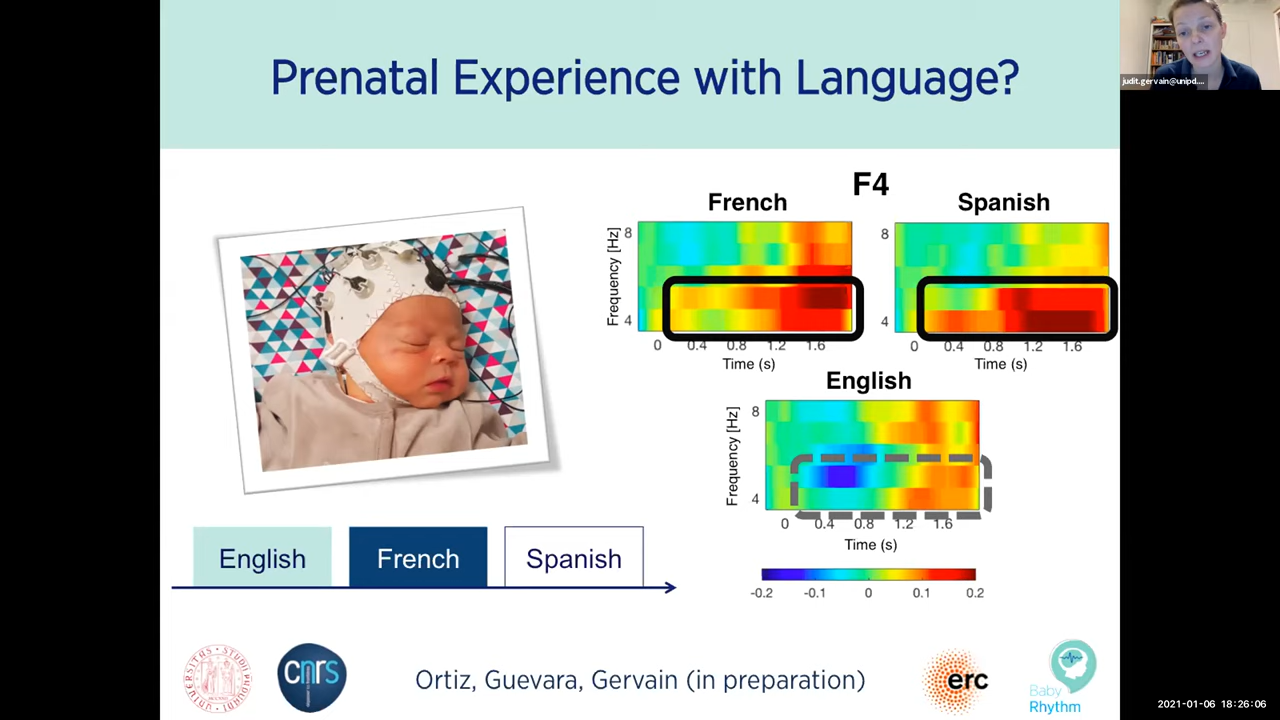 Prenatal Experience with Language?
judit.gervain@unipd....
F4
French
Spanish
Frequency [Hz]
8
4
0 0.4 0.8 1.2 1.6
Time (s)
8
4
0 0.4 0.8 1.2 1.6
Time (s)
English
Frequency [Hz]
8
4
0 0.4 0.8 1.2 1.6
Time (s)
-0.2 -0.1 0 0.1 0.2
English French Spanish
cnrs
Ortiz, Guevara, Gervain (in preparation)
erc
Baby
Rhythm
2021-01-06 18:26:06